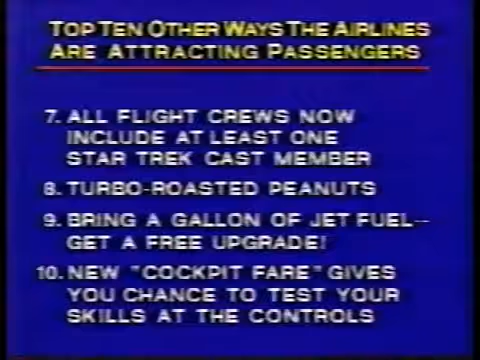 TOP TEN OTHER WAYS THE AIRLINES
ARE ATTRACTING PASSENGERS
7. ALL FLIGHT CREWS NOW
INCLUDE AT LEAST ONE
STAR TREK CAST MEMBER
8. TURBO-ROASTED PEANUTS
9. BRING A GALLON OF JET FUEL--
GET A FREE UPGRADE!
10. NEW "COCKPIT FARE" GIVES
YOU CHANCE TO TEST YOUR
SKILLS AT THE CONTROLS